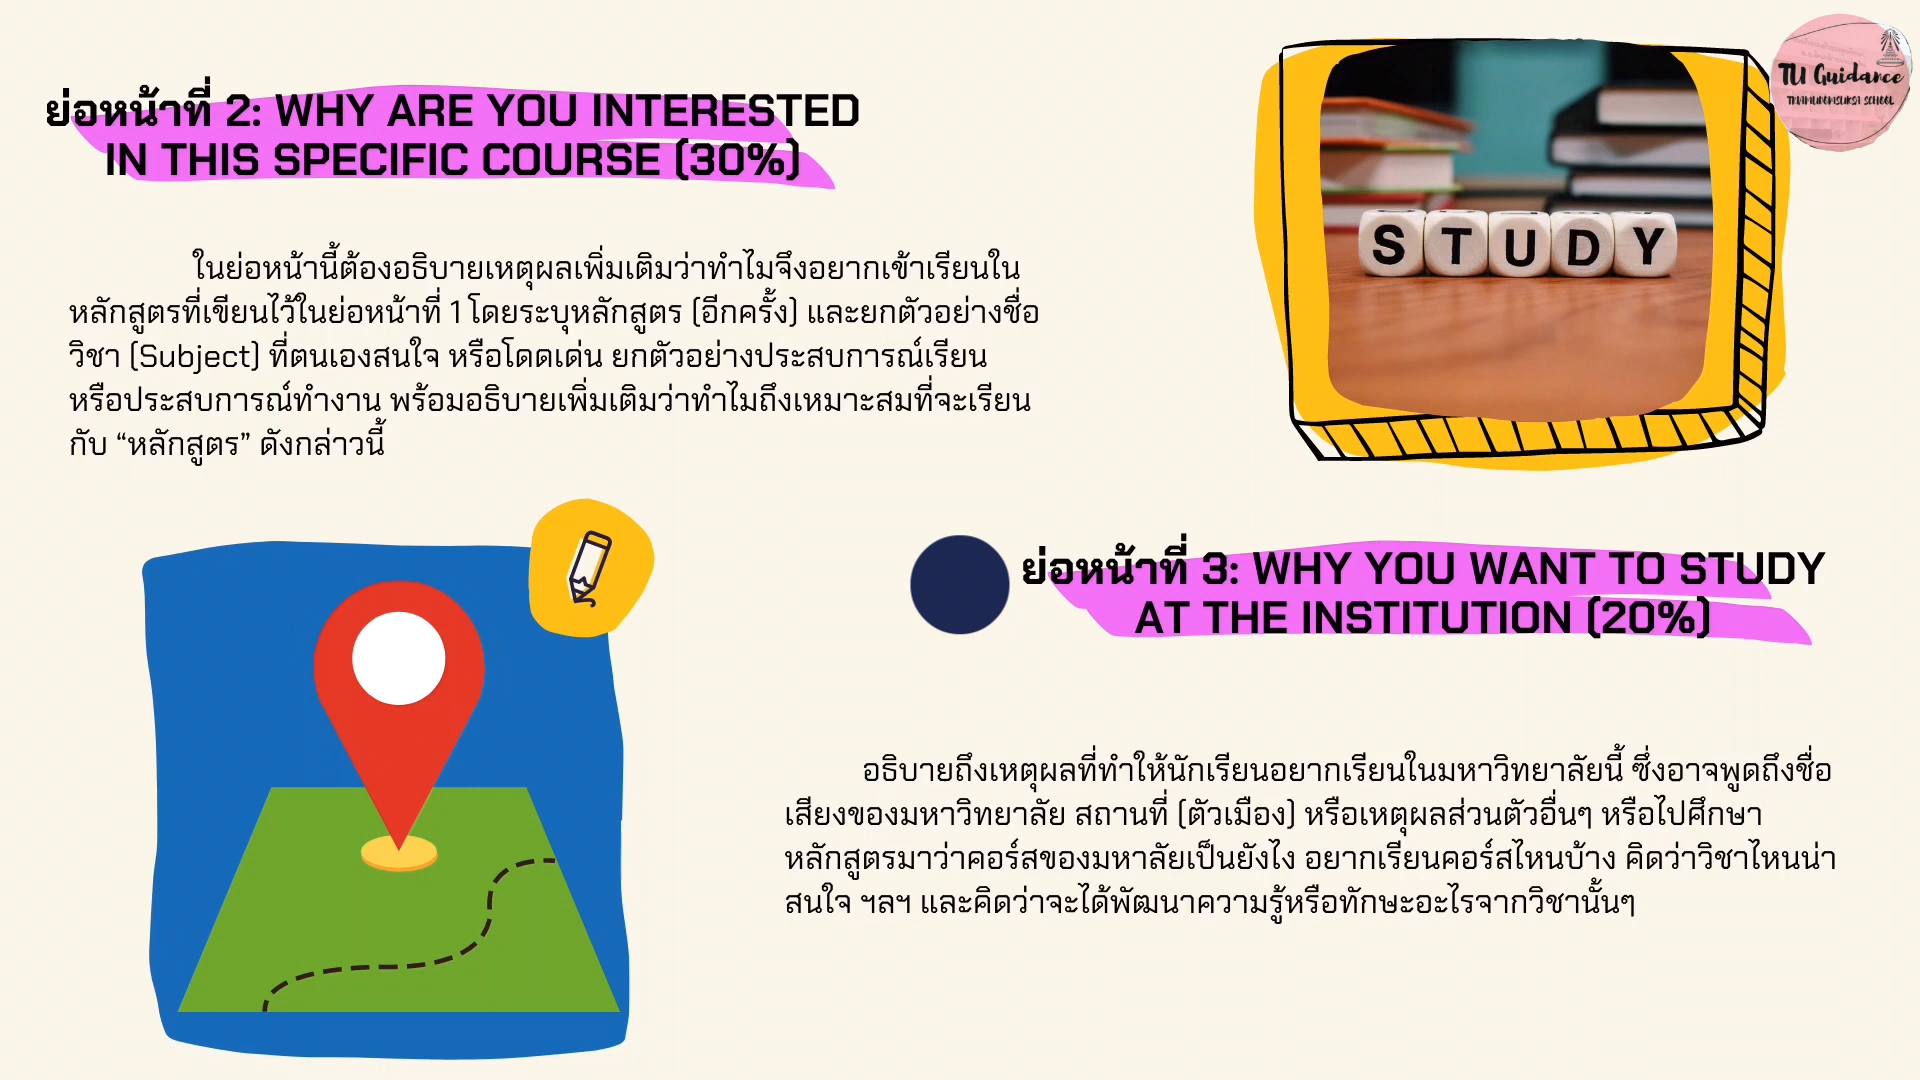 ย่อหน้าที่ 2: WHY ARE YOU INTERESTED
IN THIS SPECIFIC COURSE (30%)
TU Guidance
TRIAMUDOMSUKSA SCHOOL
STUDY
ในย่อหน้านี้ต้องอธิบายเหตุผลเพิ่มเติมว่าทำไมจึงอยากเข้าเรียนใน
หลักสูตรที่เขียนไว้ในย่อหน้าที่ 1 โดยระบุหลักสูตร (อีกครั้ง) และยกตัวอย่างชื่อ
วิชา (Subject) ที่ตนเองสนใจ หรือโดดเด่น ยกตัวอย่างประสบการณ์เรียน
หรือประสบการณ์ทำงาน พร้อมอธิบายเพิ่มเติมว่าทำไมถึงเหมาะสมที่จะเรียน
กับ “หลักสูตร” ดังกล่าวนี้
ย่อหน้าที่ 3: WHY YOU WANT TO STUDY
AT THE INSTITUTION (20%)
อธิบายถึงเหตุผลที่ทำให้นักเรียนอยากเรียนในมหาวิทยาลัยนี้ ซึ่งอาจพูดถึงชื่อ
เสียงของมหาวิทยาลัย สถานที่ (ตัวเมือง) หรือเหตุผลส่วนตัวอื่นๆ หรือไปศึกษา
หลักสูตรมาว่าคอร์สของมหาลัยเป็นยังไง อยากเรียนคอร์สไหนบ้าง คิดว่าวิชาไหนน่า
สนใจ ฯลฯ และคิดว่าจะได้พัฒนาความรู้หรือทักษะอะไรจากวิชานั้นๆ